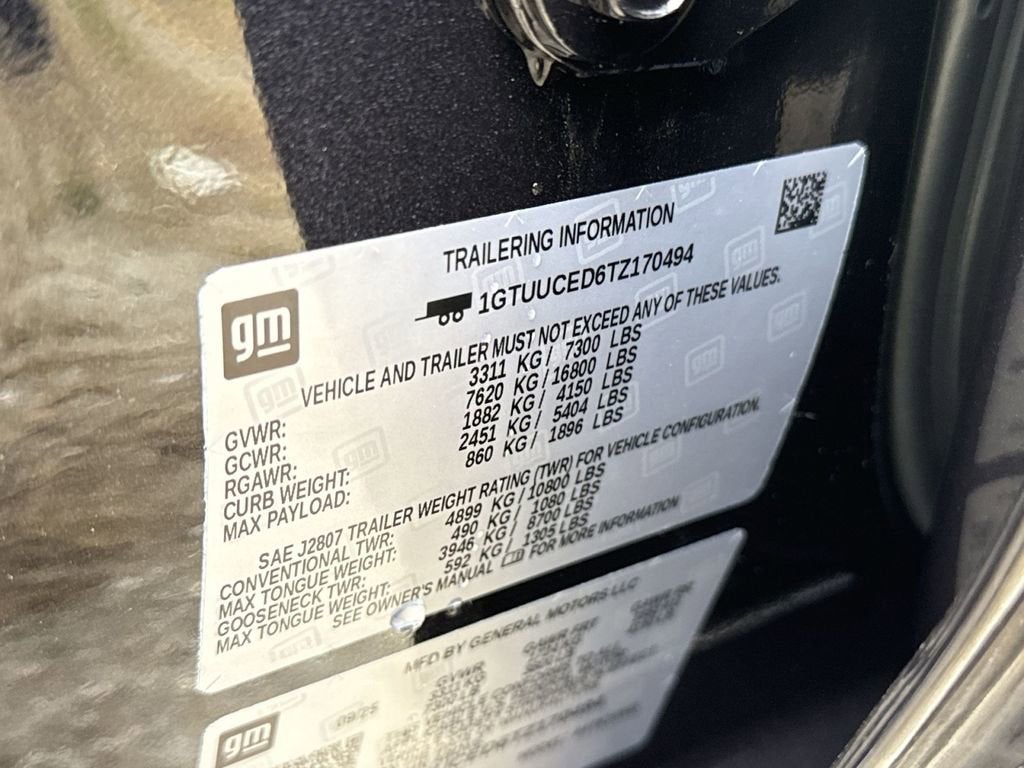 TRAILERING INFORMATION
1GTUUCED6TZ170494
gm
VEHICLE AND TRAILER MUST NOT EXCEED ANY OF THESE VALUES.
GVWR: 3311 KG / 7300 LBS
GCWR: 7620 KG / 16800 LBS
RGAWR: 1882 KG / 4150 LBS
CURB WEIGHT: 2451 KG / 5404 LBS
MAX PAYLOAD: 860 KG / 1896 LBS
SAE J2807 TRAILER WEIGHT RATING (TWR) FOR VEHICLE CONFIGURATION.
CONVENTIONAL TWR: 4899 KG / 10800 LBS
MAX TONGUE WEIGHT: 490 KG / 1080 LBS
GOOSENECK TWR: 3946 KG / 8700 LBS
MAX TONGUE WEIGHT: 592 KG / 1305 LBS
SEE OWNER'S MANUAL FOR MORE INFORMATION
MFD BY GENERAL MOTORS LLC
GVWR
09/25
gm